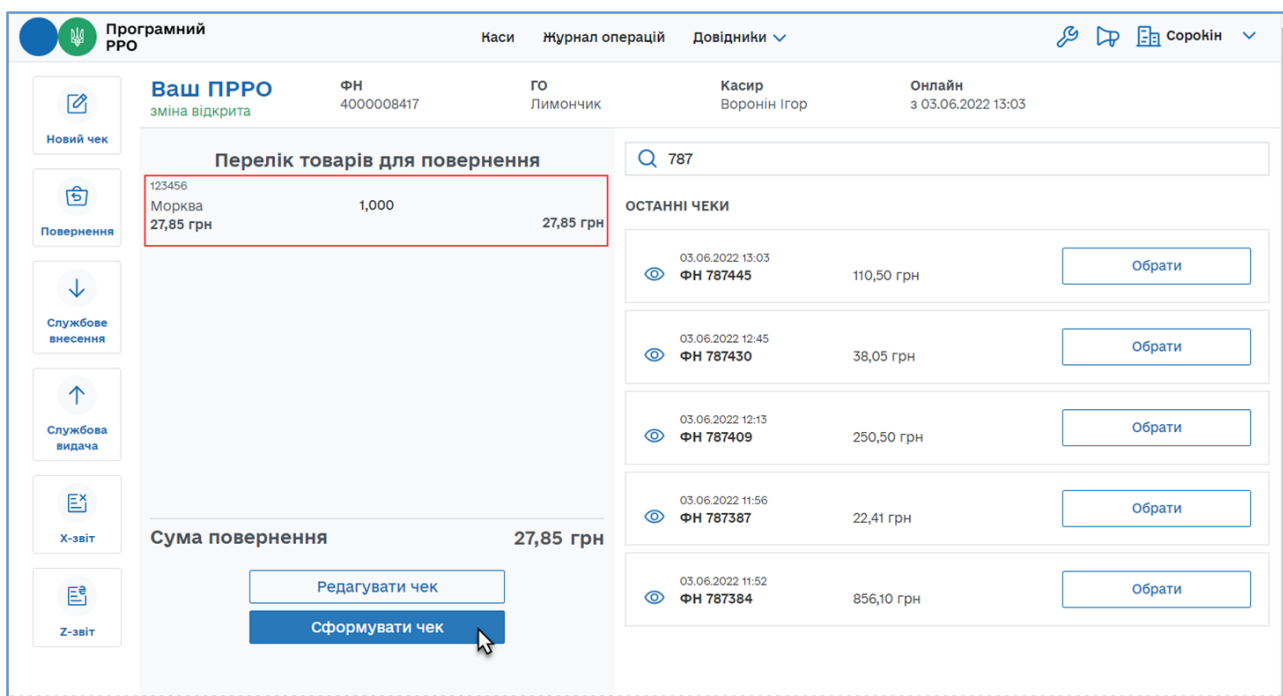 Програмний
РРО
Каси
Журнал операцій
Довідники
Сорокін
Новий чек
Повернення
Службове
внесення
Службова
видача
X-звіт
Z-звіт
Ваш ПРРО
зміна відкрита
ФН
4000008417
ГО
Лимончик
Касир
Воронін Ігор
Онлайн
з 03.06.2022 13:03
Перелік товарів для повернення
123456
Морква 1,000
27,85 грн 27,85 грн
Сума повернення 27,85 грн
Редагувати чек
Сформувати чек
787
ОСТАННІ ЧЕКИ
03.06.2022 13:03
ФН 787445 110,50 грн Обрати
03.06.2022 12:45
ФН 787430 38,05 грн Обрати
03.06.2022 12:13
ФН 787409 250,50 грн Обрати
03.06.2022 11:56
ФН 787387 22,41 грн Обрати
03.06.2022 11:52
ФН 787384 856,10 грн Обрати